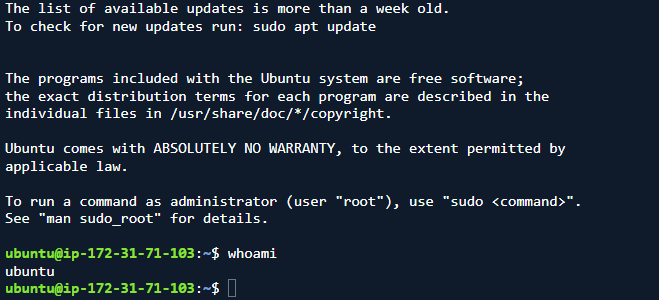 The list of available updates is more than a week old.
To check for new updates run: sudo apt update
The programs included with the Ubuntu system are free software;
the exact distribution terms for each program are described in the
individual files in /usr/share/doc/*/copyright.
Ubuntu comes with ABSOLUTELY NO WARRANTY, to the extent permitted by
applicable law.
To run a command as administrator (user "root"), use "sudo <command>".
See "man sudo_root" for details.
ubuntu@ip-172-31-71-103:~$ whoami
ubuntu
ubuntu@ip-172-31-71-103:~$